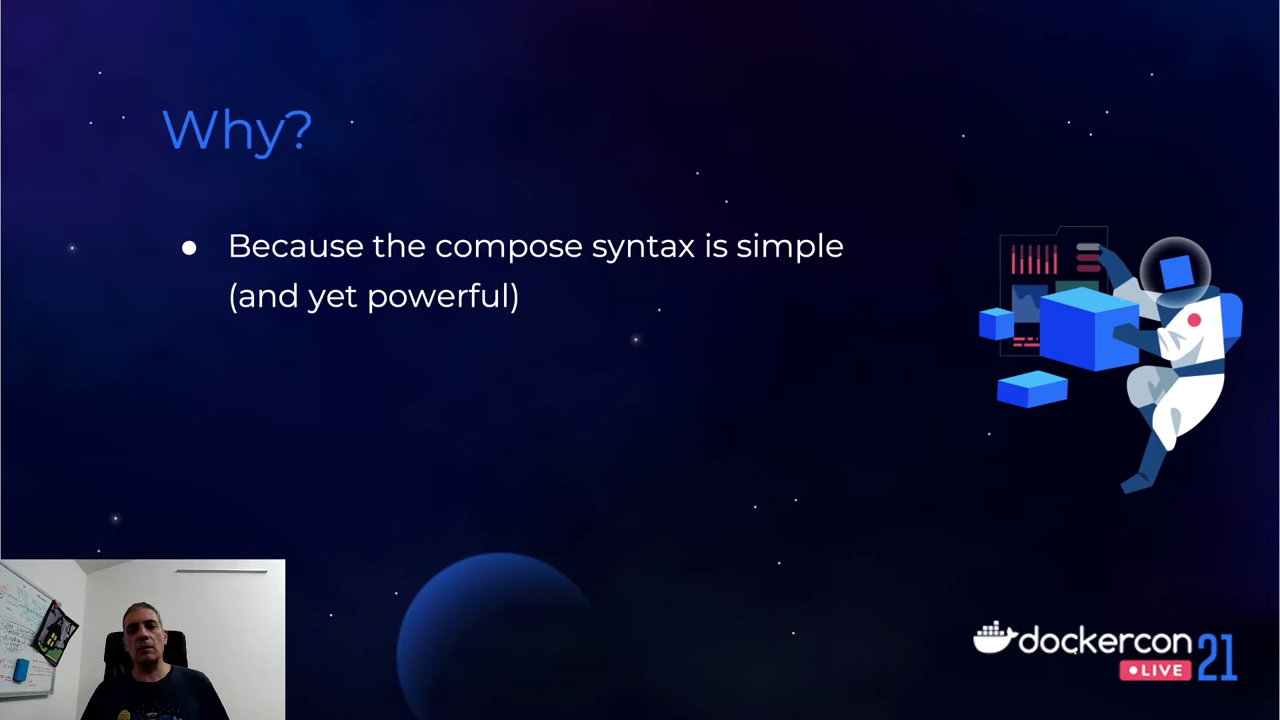 Why?
● Because the compose syntax is simple
(and yet powerful)
dockercon
LIVE 21